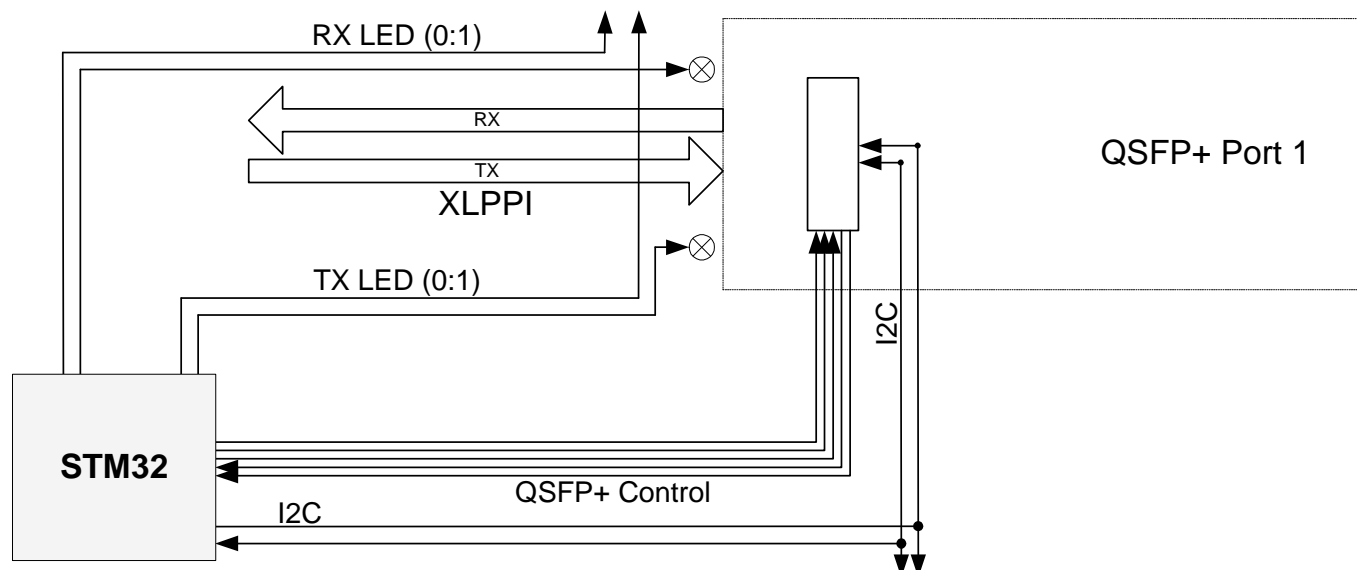 RX LED (0:1)
RX
QSFP+ Port 1
TX
XLPPI
TX LED (0:1)
I2C
STM32
QSFP+ Control
I2C